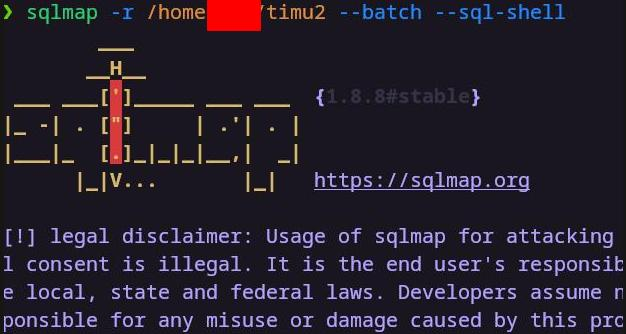 ❯ sqlmap -r /home /timu2 --batch --sql-shell
        ___
       __H__
 ___ ___[']_____ ___ ___  {1.8.8#stable}
|_ -| . ["]     | .'| . |
|___|_  [.]_|_|_|__,|  _|
      |_|V...       |_|   https://sqlmap.org
[!] legal disclaimer: Usage of sqlmap for attacking
l consent is illegal. It is the end user's responsib
e local, state and federal laws. Developers assume n
ponsible for any misuse or damage caused by this pro